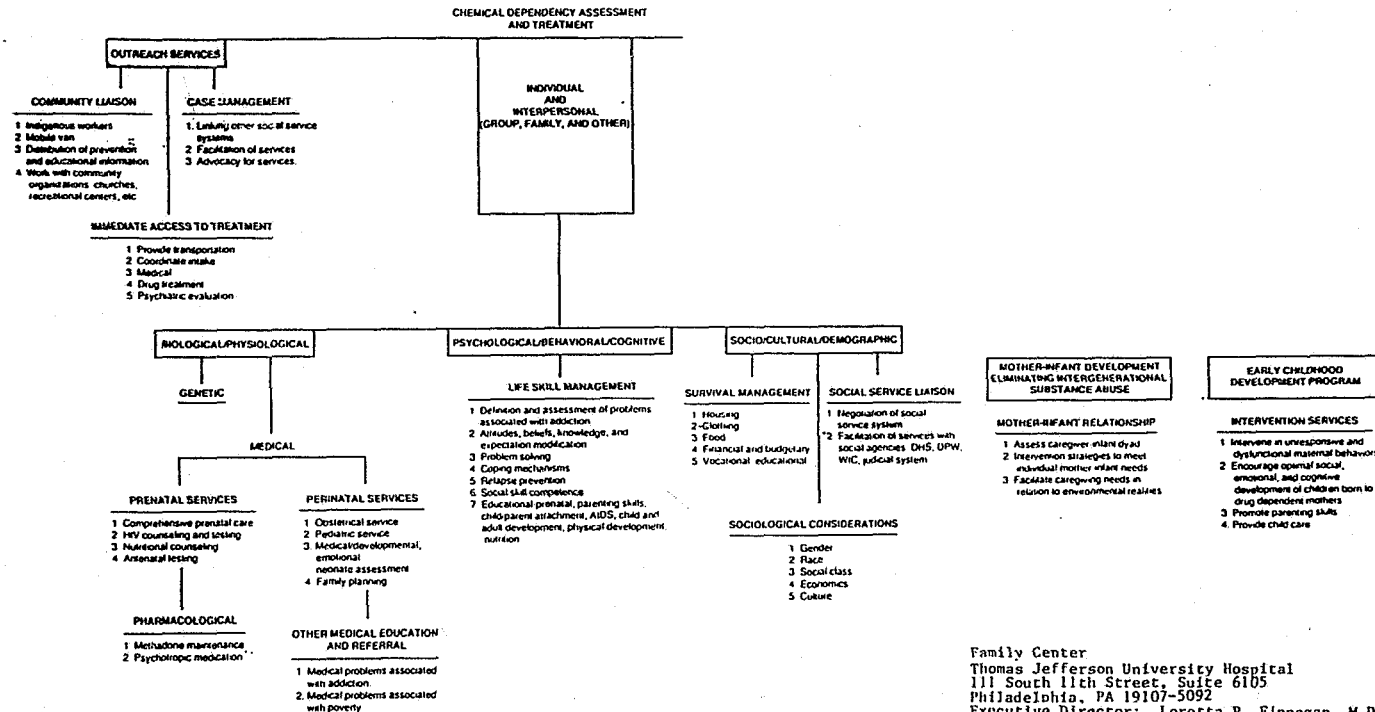 CHEMICAL DEPENDENCY ASSESSMENT
AND TREATMENT
OUTREACH SERVICES
COMMUNITY LIAISON
1 Indigenous workers
2 Mobile van
3 Distribution of prevention
and educational information
4 Work with community
organizations churches,
recreational centers, etc
CASE MANAGEMENT
1. Linking other social service
systems
2 Facilitation of services
3 Advocacy for services.
IMMEDIATE ACCESS TO TREATMENT
1 Provide transportation
2 Coordinate intake
3 Medical
4 Drug treatment
5 Psychiatric evaluation
INDIVIDUAL
AND
INTERPERSONAL
(GROUP, FAMILY, AND OTHER)
BIOLOGICAL/PHYSIOLOGICAL
GENETIC
MEDICAL
PRENATAL SERVICES
1 Comprehensive prenatal care
2 HIV counseling and testing
3 Nutritional counseling
4 Antenatal testing
PHARMACOLOGICAL
1 Methadone maintenance
2 Psychotropic medication
PERINATAL SERVICES
1 Obstetrical service
2 Pediatric service
3 Medical/developmental,
emotional
neonate assessment
4 Family planning
OTHER MEDICAL EDUCATION
AND REFERRAL
1 Medical problems associated
with addiction.
2. Medical problems associated
with poverty
PSYCHOLOGICAL/BEHAVIORAL/COGNITIVE
LIFE SKILL MANAGEMENT
1 Definition and assessment of problems
associated with addiction
2 Attitudes, beliefs, knowledge, and
expectation modification
3 Problem solving
4 Coping mechanisms
5 Relapse prevention
6 Social skill competence
7 Educational prenatal, parenting skills,
child/parent attachment, AIDS, child and
adult development, physical development,
nutrition
SOCIO/CULTURAL/DEMOGRAPHIC
SURVIVAL MANAGEMENT
1 Housing
2 Clothing
3 Food
4 Financial and budgetary
5 Vocational educational
SOCIAL SERVICE LIAISON
1 Negotiation of social
service system
2 Facilitation of services with
social agencies DHS, DPW,
WIC, judicial system
SOCIOLOGICAL CONSIDERATIONS
1 Gender
2 Race
3 Social class
4 Economics
5 Culture
MOTHER-INFANT DEVELOPMENT
ELIMINATING INTERGENERATIONAL
SUBSTANCE ABUSE
MOTHER-INFANT RELATIONSHIP
1 Assess caregiver infant dyad
2 Intervention strategies to meet
individual mother infant needs
3 Facilitate caregiving needs in
relation to environmental realities
EARLY CHILDHOOD
DEVELOPMENT PROGRAM
INTERVENTION SERVICES
1 Intervene in unresponsive and
dysfunctional maternal behaviors
2 Encourage optimal social,
emotional, and cognitive
development of children born to
drug dependent mothers
3 Promote parenting skills
4. Provide child care
Family Center
Thomas Jefferson University Hospital
111 South 11th Street, Suite 6105
Philadelphia, PA 19107-5092
Executive Director: Loretta P. Finnegan, M.D.